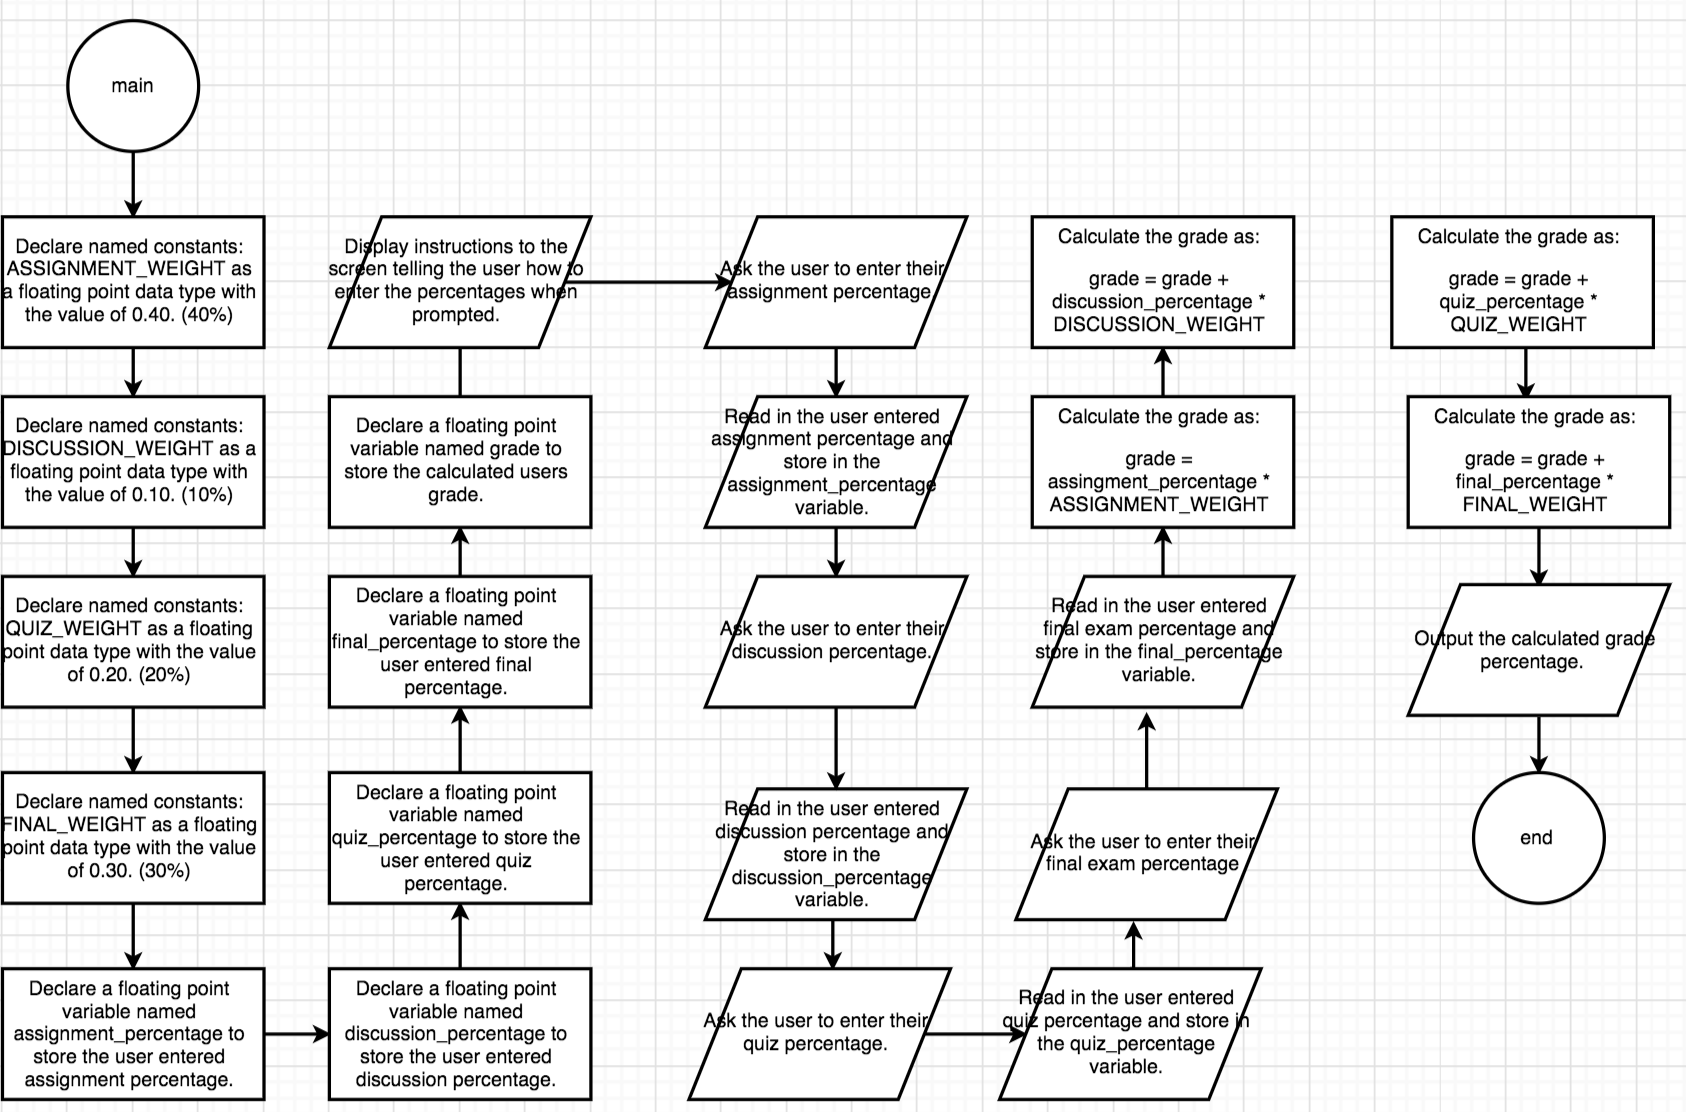 main
Declare named constants:
ASSIGNMENT_WEIGHT as
a floating point data type with
the value of 0.40. (40%)
Declare named constants:
DISCUSSION_WEIGHT as a
floating point data type with
the value of 0.10. (10%)
Declare named constants:
QUIZ_WEIGHT as a floating
point data type with the value
of 0.20. (20%)
Declare named constants:
FINAL_WEIGHT as a floating
point data type with the value
of 0.30. (30%)
Declare a floating point
variable named
assignment_percentage to
store the user entered
assignment percentage.
Declare a floating point
variable named
discussion_percentage to
store the user entered
discussion percentage.
Declare a floating point
variable named
quiz_percentage to store the
user entered quiz
percentage.
Declare a floating point
variable named
final_percentage to store the
user entered final
percentage.
Declare a floating point
variable named grade to
store the calculated users
grade.
Display instructions to the
screen telling the user how to
enter the percentages when
prompted.
Ask the user to enter their
assignment percentage
Read in the user entered
assignment percentage and
store in the
assignment_percentage
variable.
Ask the user to enter their
discussion percentage.
Read in the user entered
discussion percentage and
store in the
discussion_percentage
variable.
Ask the user to enter their
quiz percentage.
Read in the user entered
quiz percentage and store in
the quiz_percentage
variable.
Ask the user to enter their
final exam percentage
Read in the user entered
final exam percentage and
store in the final_percentage
variable.
Calculate the grade as:
grade =
assingment_percentage *
ASSIGNMENT_WEIGHT
Calculate the grade as:
grade = grade +
discussion_percentage *
DISCUSSION_WEIGHT
Calculate the grade as:
grade = grade +
quiz_percentage *
QUIZ_WEIGHT
Calculate the grade as:
grade = grade +
final_percentage *
FINAL_WEIGHT
Output the calculated grade
percentage.
end